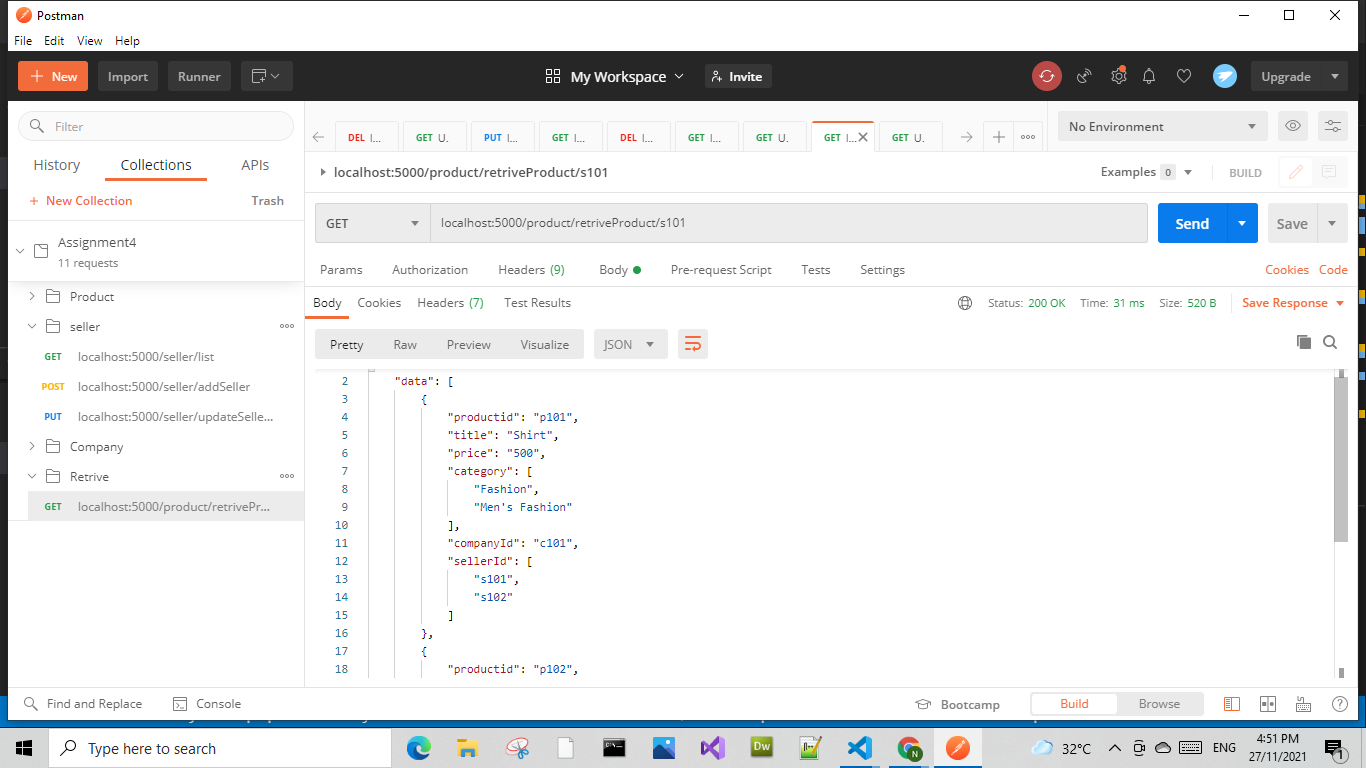 Postman
File Edit View Help
+ New Import Runner My Workspace Invite Upgrade
Filter
History Collections APIs
+ New Collection Trash
Assignment4
11 requests
Product
seller
GET localhost:5000/seller/list
POST localhost:5000/seller/addSeller
PUT localhost:5000/seller/updateSelle...
Company
Retrive
GET localhost:5000/product/retrivePr...
DEL I... GET U. PUT I... GET I... DEL I... GET I... GET U. GET I... GET U.
No Environment
localhost:5000/product/retriveProduct/s101 Examples 0 BUILD
GET localhost:5000/product/retriveProduct/s101 Send Save
Params Authorization Headers (9) Body Pre-request Script Tests Settings Cookies Code
Body Cookies Headers (7) Test Results Status: 200 OK Time: 31 ms Size: 520 B Save Response
Pretty Raw Preview Visualize JSON
2 "data": [
3 {
4 "productid": "p101",
5 "title": "Shirt",
6 "price": "500",
7 "category": [
8 "Fashion",
9 "Men's Fashion"
10 ],
11 "companyId": "c101",
12 "sellerId": [
13 "s101",
14 "s102"
15 ]
16 },
17 {
18 "productid": "p102",
Find and Replace Console Bootcamp Build Browse
Type here to search
Dw
N
32°C ENG 4:51 PM
27/11/2021
1